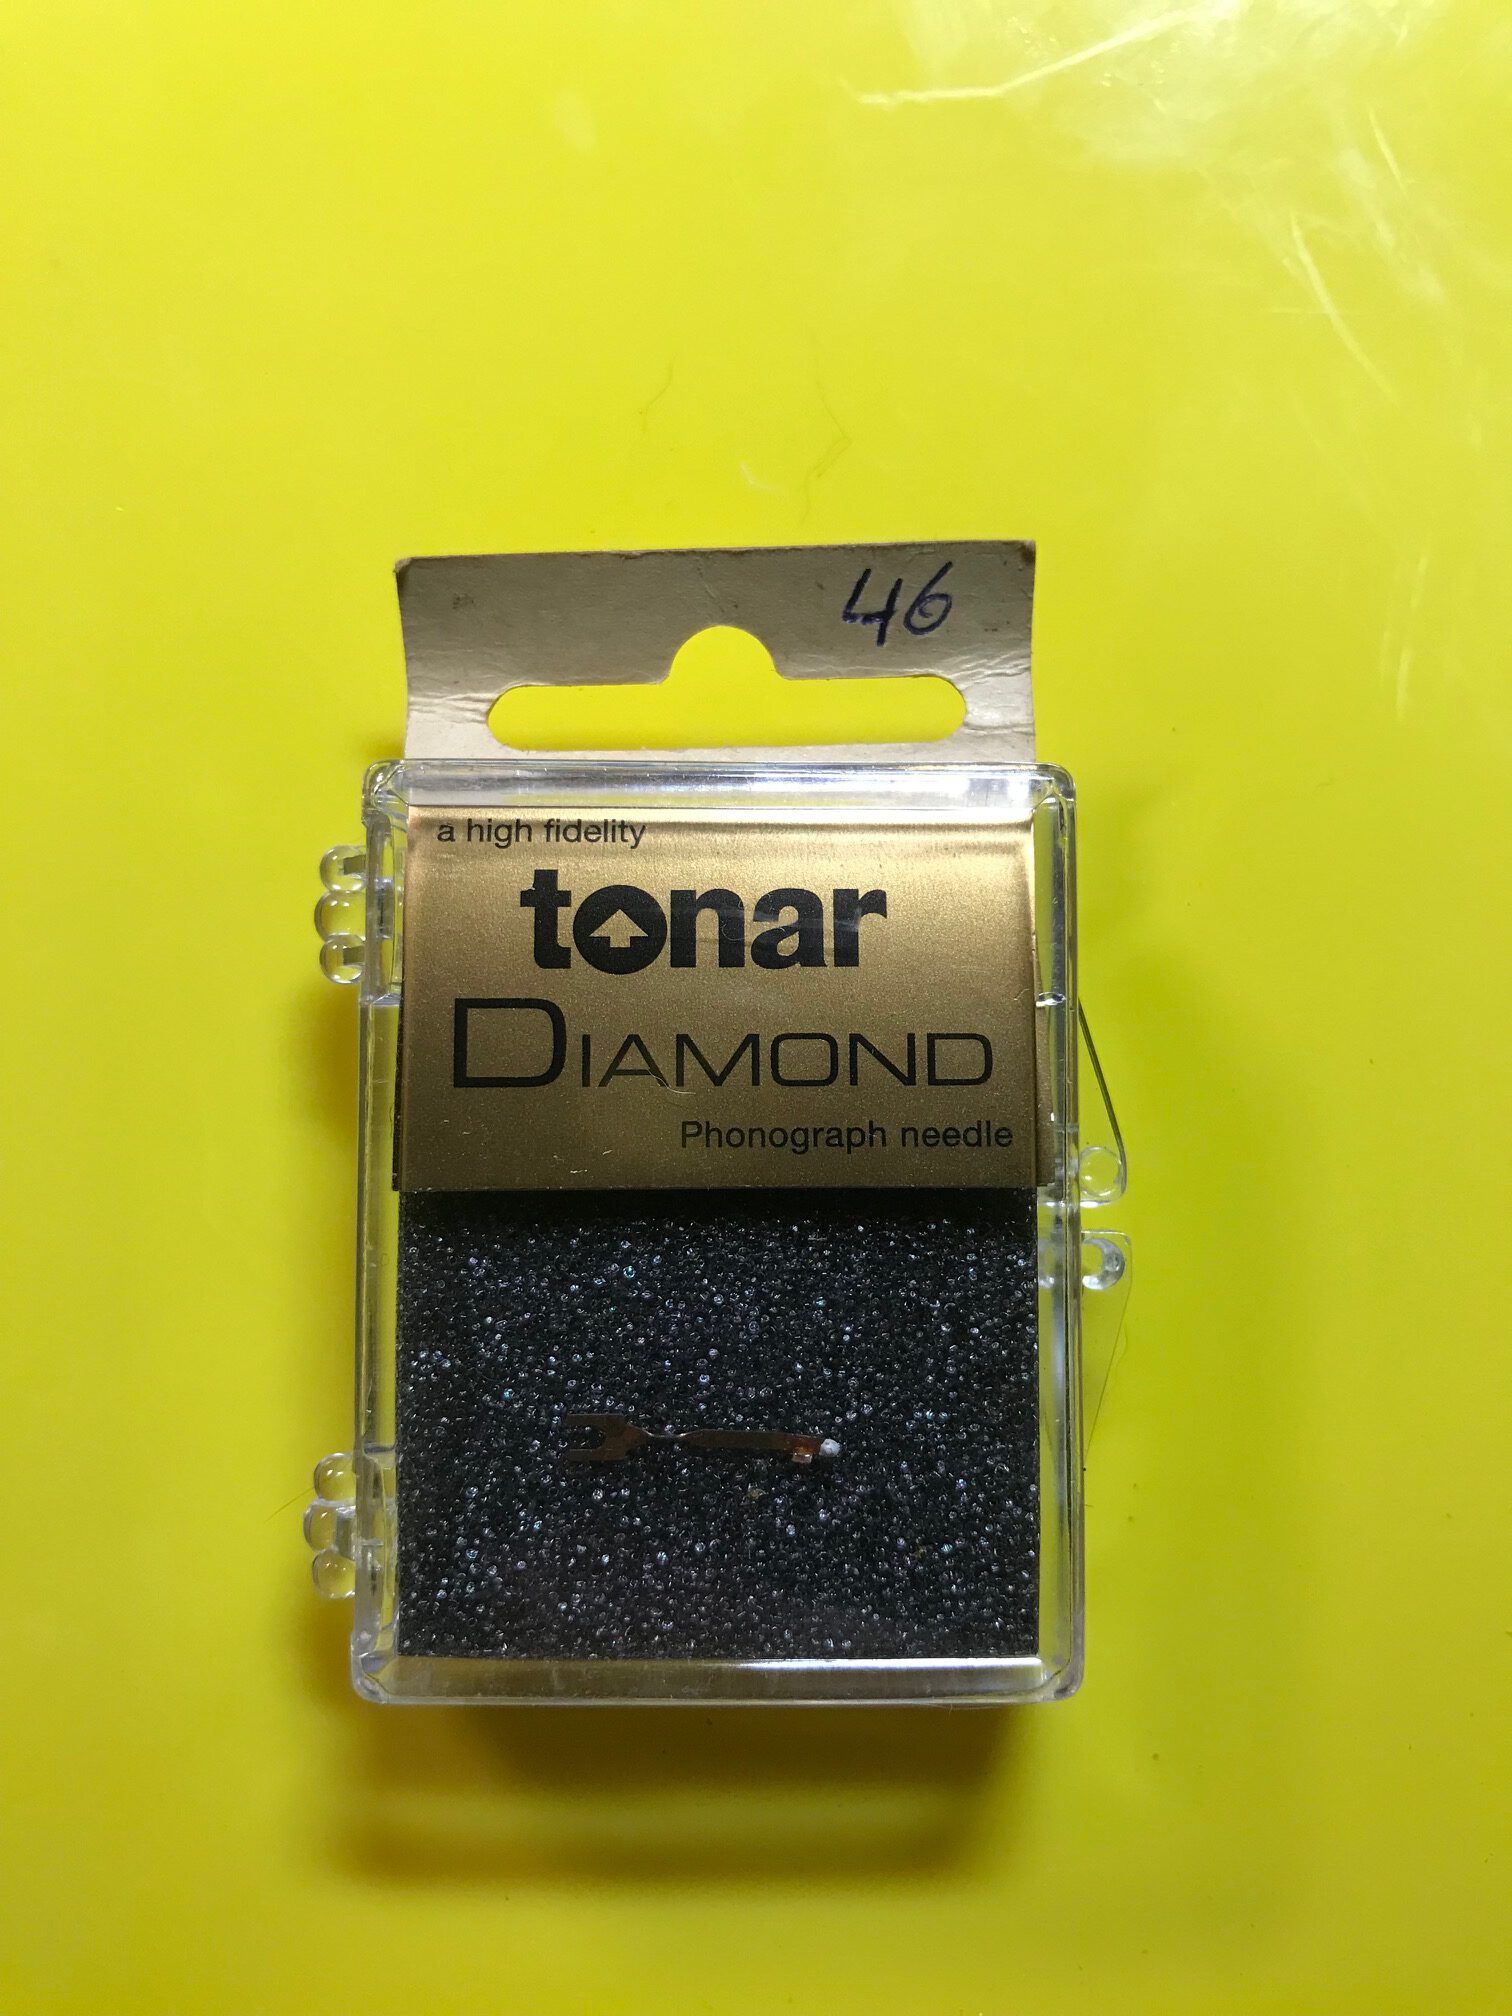 46
a high fidelity
tonar
DIAMOND
Phonograph needle